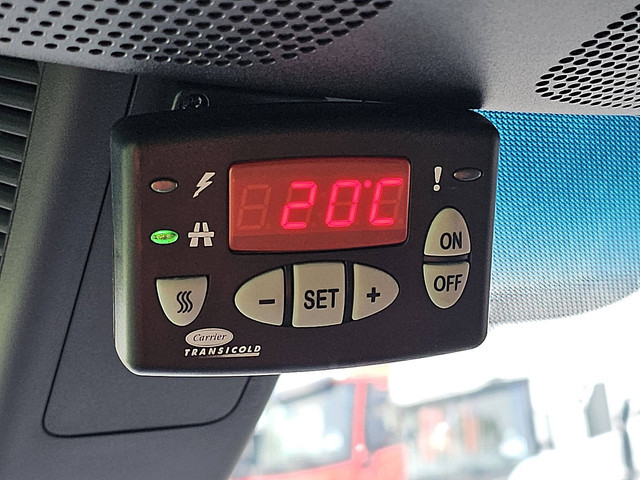 !
20°C
ON
OFF
- SET +
Carrier
TRANSICOLD